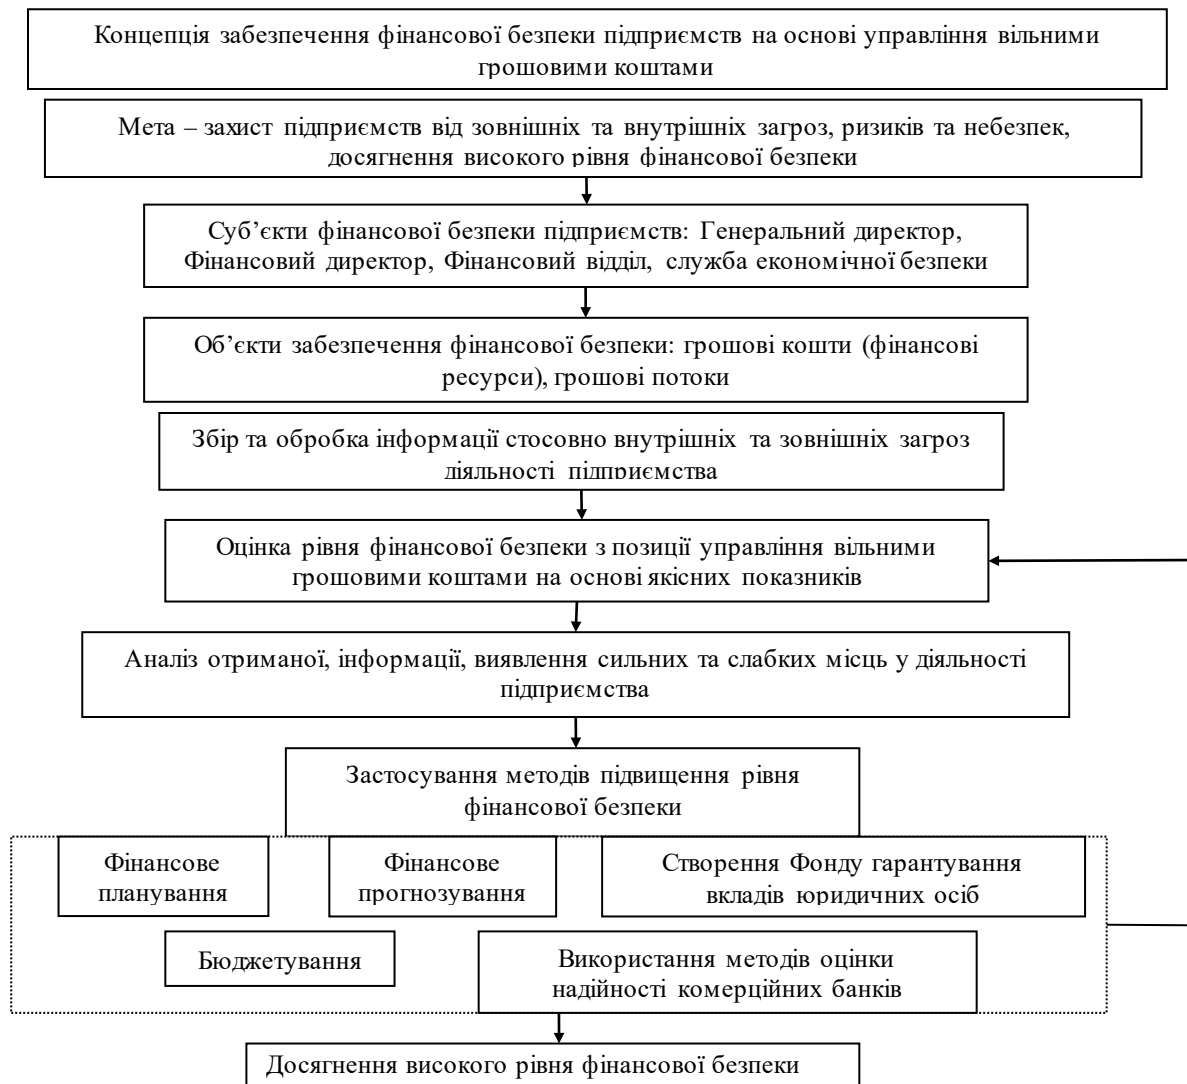 Концепція забезпечення фінансової безпеки підприємств на основі управління вільними
грошовими коштами
Мета – захист підприємств від зовнішніх та внутрішніх загроз, ризиків та небезпек,
досягнення високого рівня фінансової безпеки
Суб’єкти фінансової безпеки підприємств: Генеральний директор,
Фінансовий директор, Фінансовий відділ, служба економічної безпеки
Об’єкти забезпечення фінансової безпеки: грошові кошти (фінансові
ресурси), грошові потоки
Збір та обробка інформації стосовно внутрішніх та зовнішніх загроз
діяльності підприємства
Оцінка рівня фінансової безпеки з позиції управління вільними
грошовими коштами на основі якісних показників
Аналіз отриманої, інформації, виявлення сильних та слабких місць у діяльності
підприємства
Застосування методів підвищення рівня
фінансової безпеки
Фінансове
планування
Фінансове
прогнозування
Створення Фонду гарантування
вкладів юридичних осіб
Бюджетування
Використання методів оцінки
надійності комерційних банків
Досягнення високого рівня фінансової безпеки